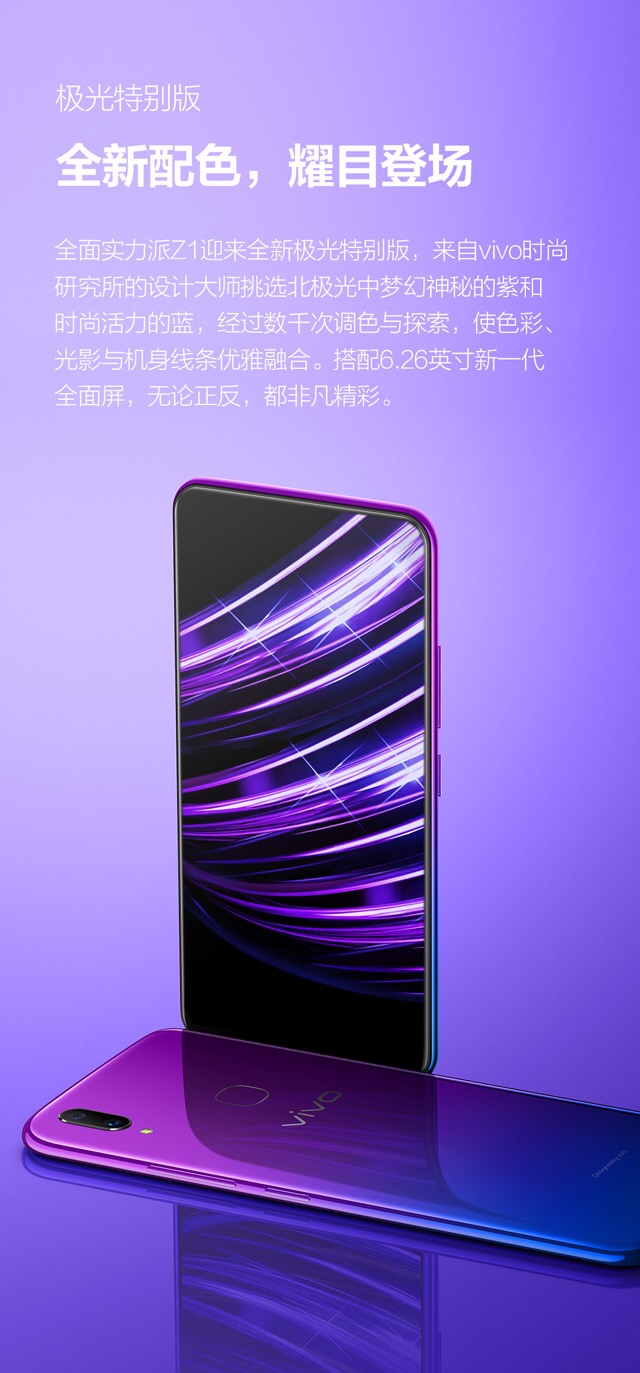 极光特别版
全新配色，耀目登场
全面实力派Z1迎来全新极光特别版，来自vivo时尚
研究所的设计大师挑选北极光中梦幻神秘的紫和
时尚活力的蓝，经过数千次调色与探索，使色彩、
光影与机身线条优雅融合。搭配6.26英寸新一代
全面屏，无论正反，都非凡精彩。
vivo
Designed by vivo